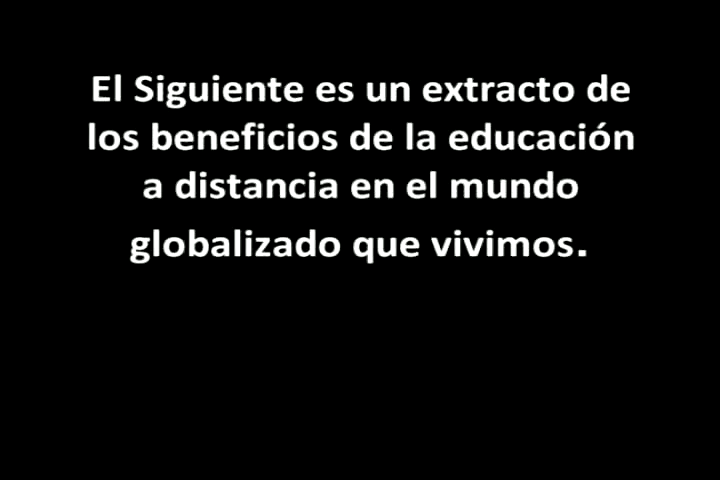 El Siguiente es un extracto de
los beneficios de la educación
a distancia en el mundo
globalizado que vivimos.